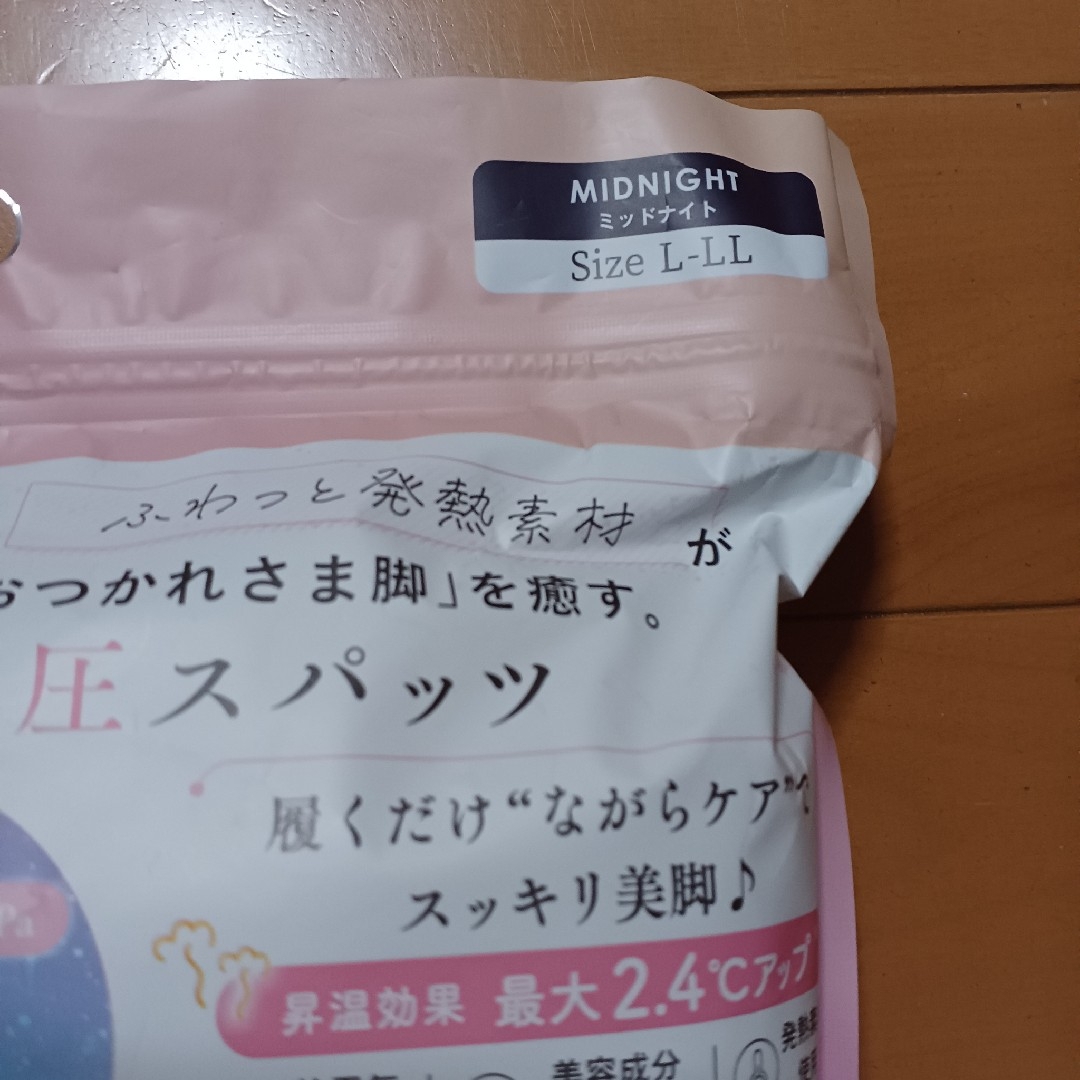 MIDNIGHT
ミッドナイト
Size L-LL
ふわっと発熱素材が
おつかれさま脚」を癒す。
圧スパッツ
履くだけ“ながらケア”で
スッキリ美脚♪
Pa
昇温効果 最大2.4℃アップ
美容成分
発熱